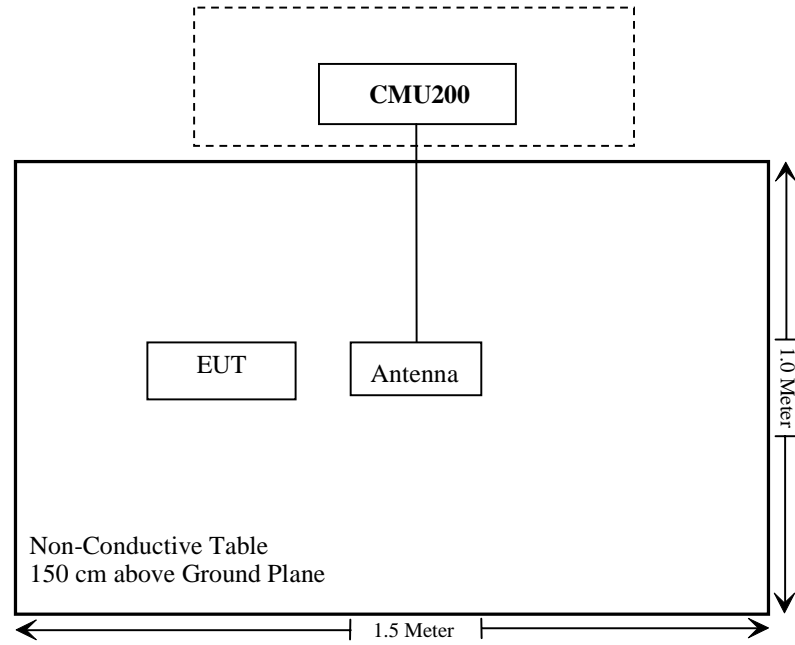 CMU200
EUT
Antenna
1.0 Meter
Non-Conductive Table
150 cm above Ground Plane
1.5 Meter